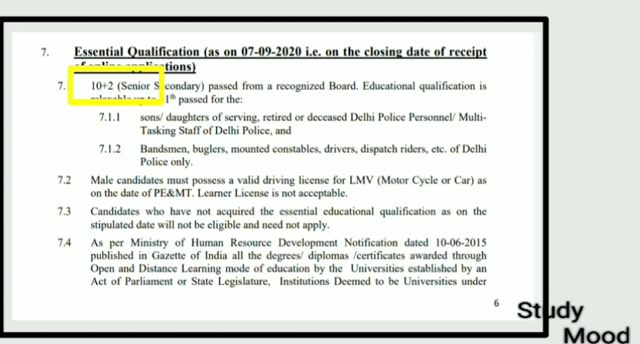 7. Essential Qualification (as on 07-09-2020 i.e. on the closing date of receipt
7. 10+2 (Senior Secondary) passed from a recognized Board. Educational qualification is
1th passed for the:
7.1.1 sons/ daughters of serving, retired or deceased Delhi Police Personnel/ Multi-
Tasking Staff of Delhi Police, and
7.1.2 Bandsmen, buglers, mounted constables, drivers, dispatch riders, etc. of Delhi
Police only.
7.2 Male candidates must possess a valid driving license for LMV (Motor Cycle or Car) as
on the date of PE&MT. Learner License is not acceptable.
7.3 Candidates who have not acquired the essential educational qualification as on the
stipulated date will not be eligible and need not apply.
7.4 As per Ministry of Human Resource Development Notification dated 10-06-2015
published in Gazette of India all the degrees/ diplomas /certificates awarded through
Open and Distance Learning mode of education by the Universities established by an
Act of Parliament or State Legislature, Institutions Deemed to be Universities under
6
Study
Mood